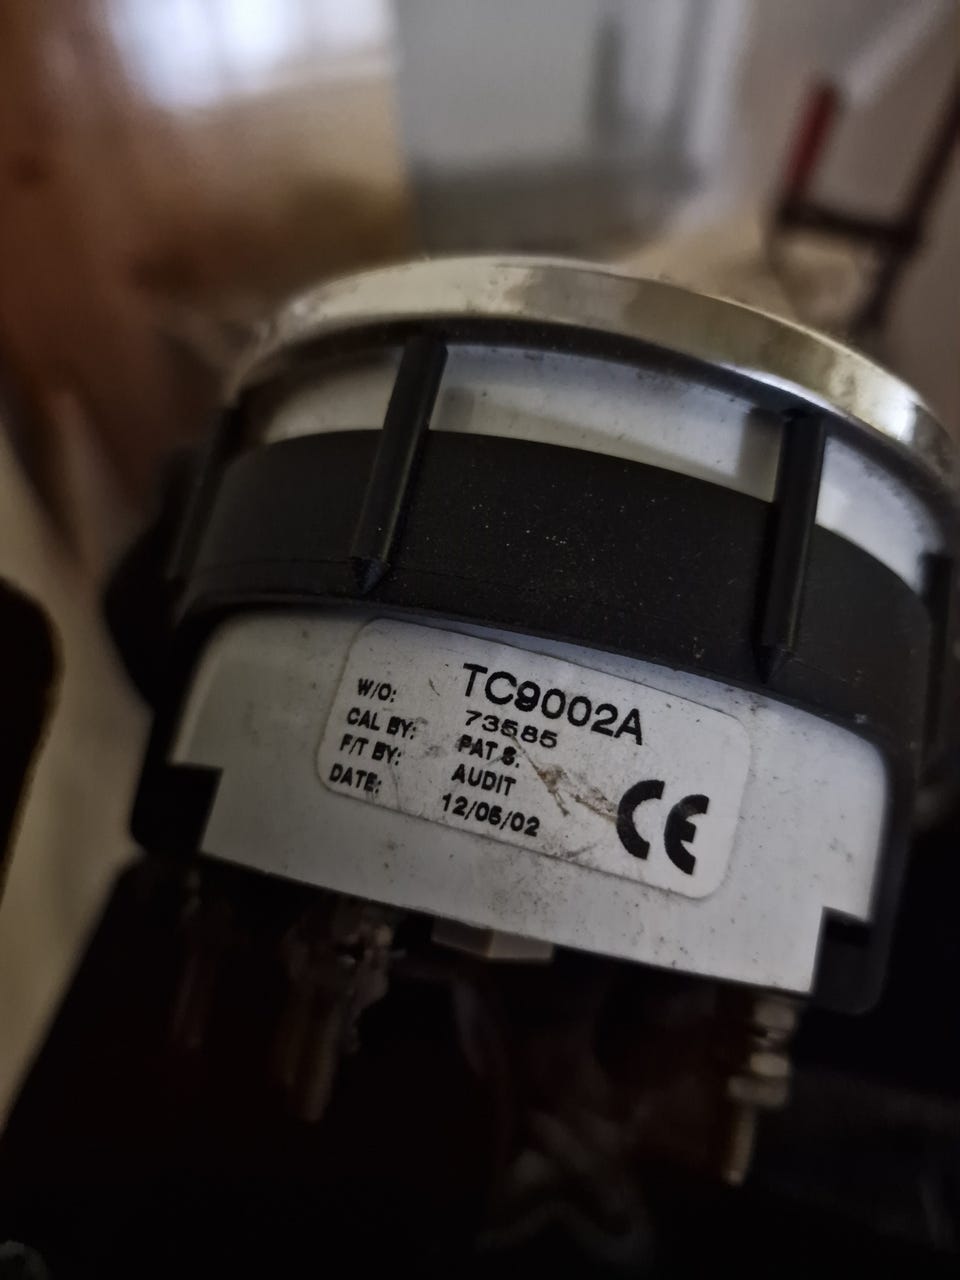 TC9002A
W/O: 73585
CAL BY: PAT S.
F/T BY: AUDIT
DATE: 12/06/02
CE